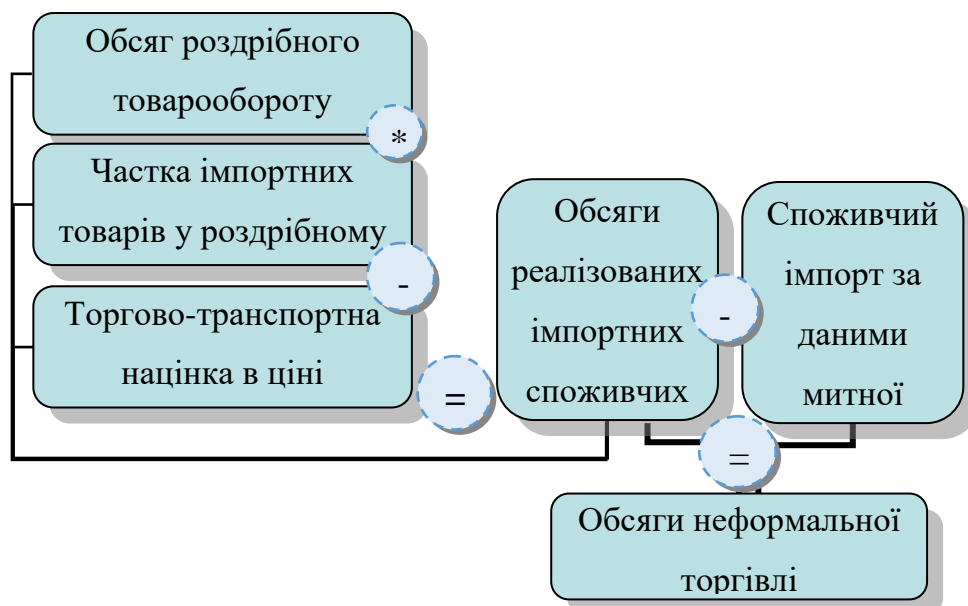 Обсяг роздрібного
товарообороту
*
Частка імпортних
товарів у роздрібному
-
Торгово-транспортна
націнка в ціні
=
Обсяги
реалізованих
імпортних
споживчих
-
Споживчий
імпорт за
даними
митної
=
Обсяги неформальної
торгівлі